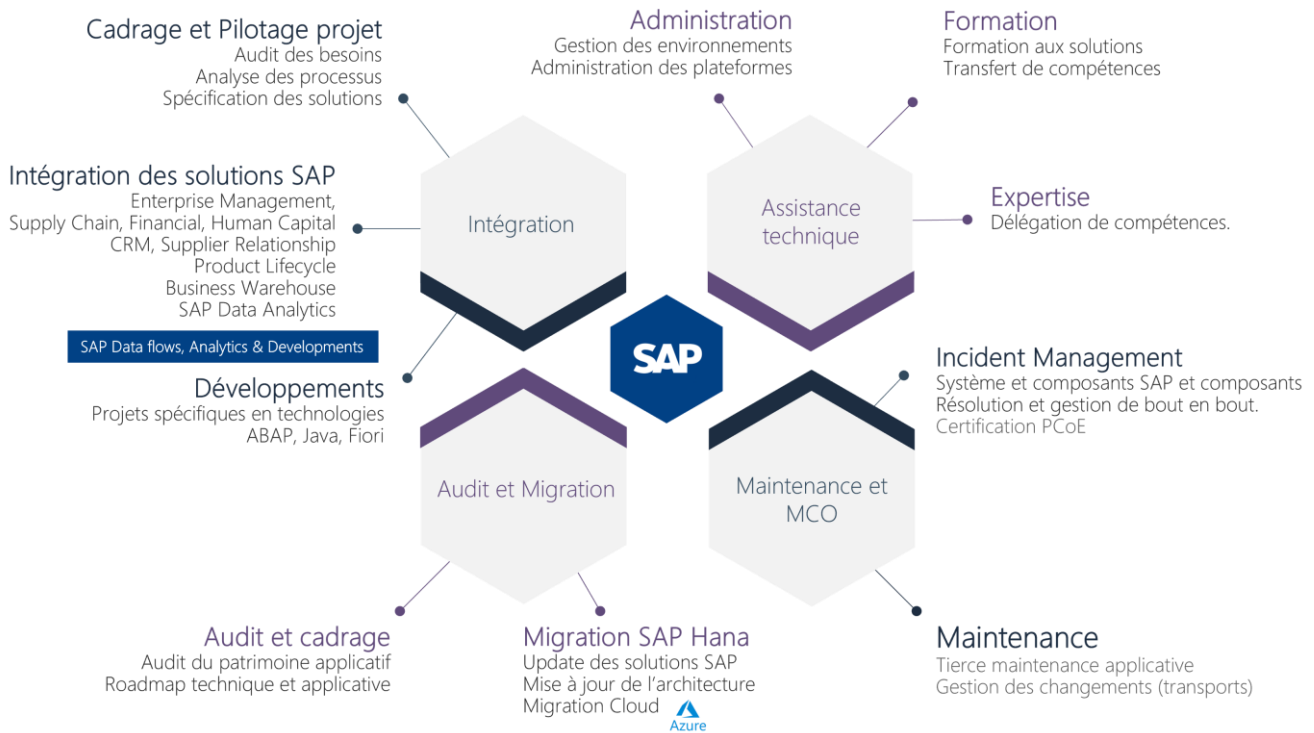 Cadrage et Pilotage projet
Audit des besoins
Analyse des processus
Spécification des solutions
Administration
Gestion des environnements
Administration des plateformes
Formation
Formation aux solutions
Transfert de compétences
Intégration des solutions SAP
Enterprise Management,
Supply Chain, Financial, Human Capital
CRM, Supplier Relationship
Product Lifecycle
Business Warehouse
SAP Data Analytics
SAP Data flows, Analytics & Developments
Développements
Projets spécifiques en technologies
ABAP, Java, Fiori
Intégration
Assistance
technique
Expertise
Délégation de compétences.
SAP
Incident Management
Système et composants SAP et composants
Résolution et gestion de bout en bout.
Certification PCoE
Audit et Migration
Maintenance et
MCO
Audit et cadrage
Audit du patrimoine applicatif
Roadmap technique et applicative
Migration SAP Hana
Update des solutions SAP
Mise à jour de l'architecture
Migration Cloud
Azure
Maintenance
Tierce maintenance applicative
Gestion des changements (transports)